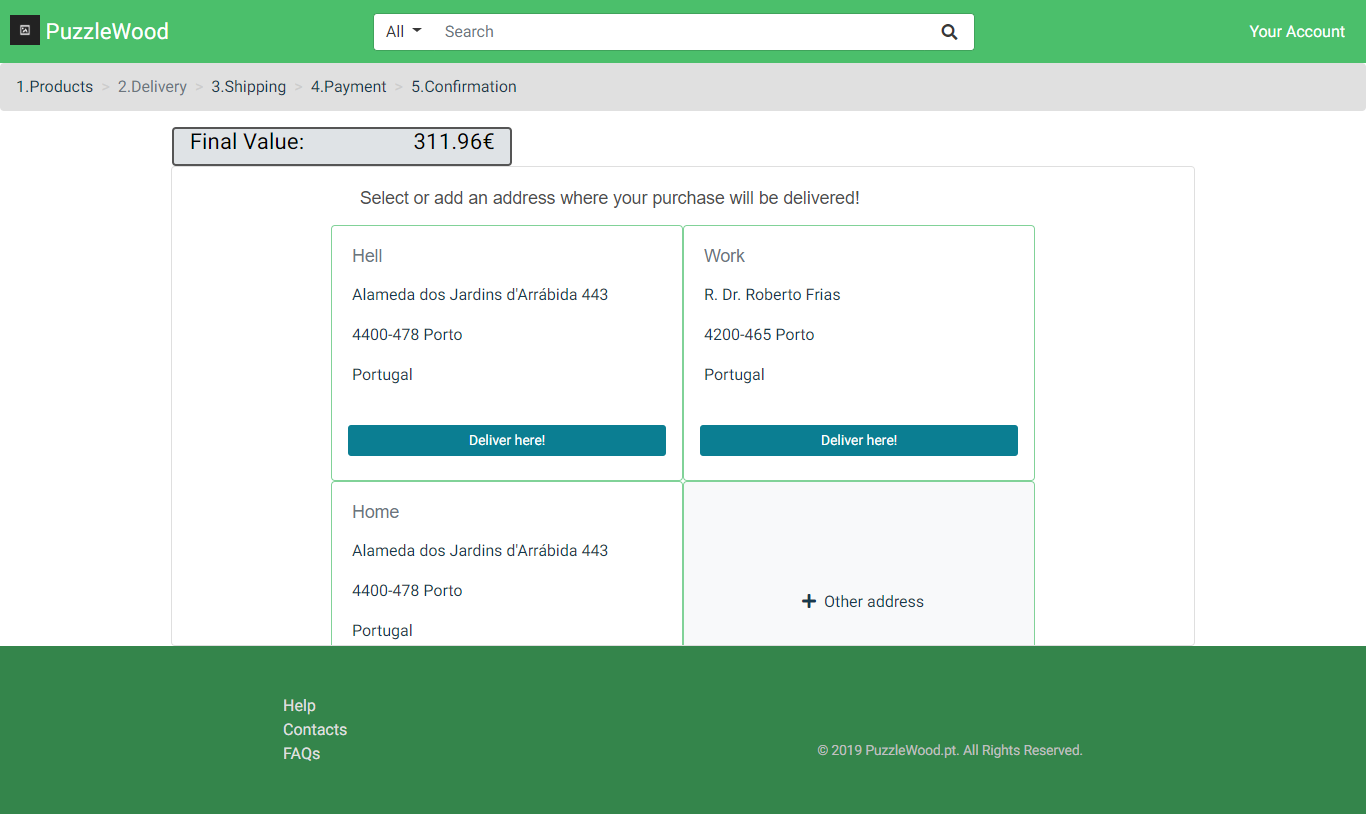 PuzzleWood
All
Search
Your Account
1.Products > 2.Delivery > 3.Shipping > 4.Payment > 5.Confirmation
Final Value: 311.96€
Select or add an address where your purchase will be delivered!
Hell
Alameda dos Jardins d'Arrábida 443
4400-478 Porto
Portugal
Deliver here!
Work
R. Dr. Roberto Frias
4200-465 Porto
Portugal
Deliver here!
Home
Alameda dos Jardins d'Arrábida 443
4400-478 Porto
Portugal
Other address
Help
Contacts
FAQs
© 2019 PuzzleWood.pt. All Rights Reserved.